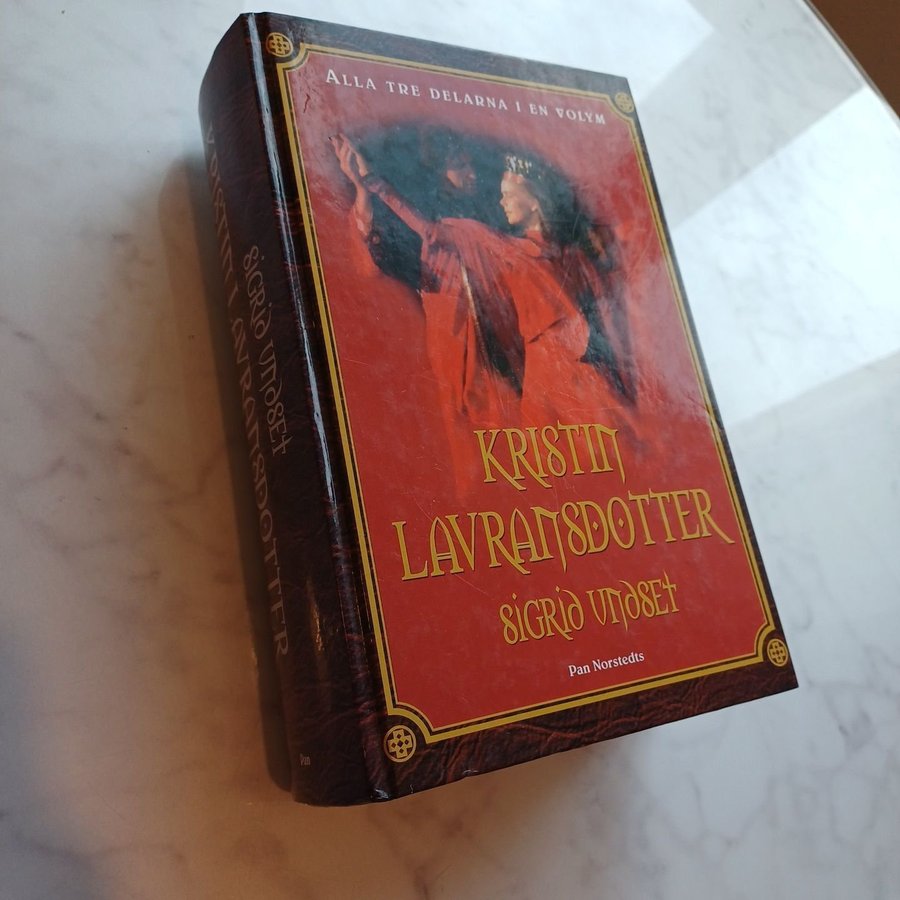 ALLA TRE DELARNA I EN VOLYM
KRISTIN
LAVRANSDOTTER
SIGRID UNDSET
Pan Norstedts
SIGRID UNDSET
KRISTIN LAVRANSDOTTER
Pan